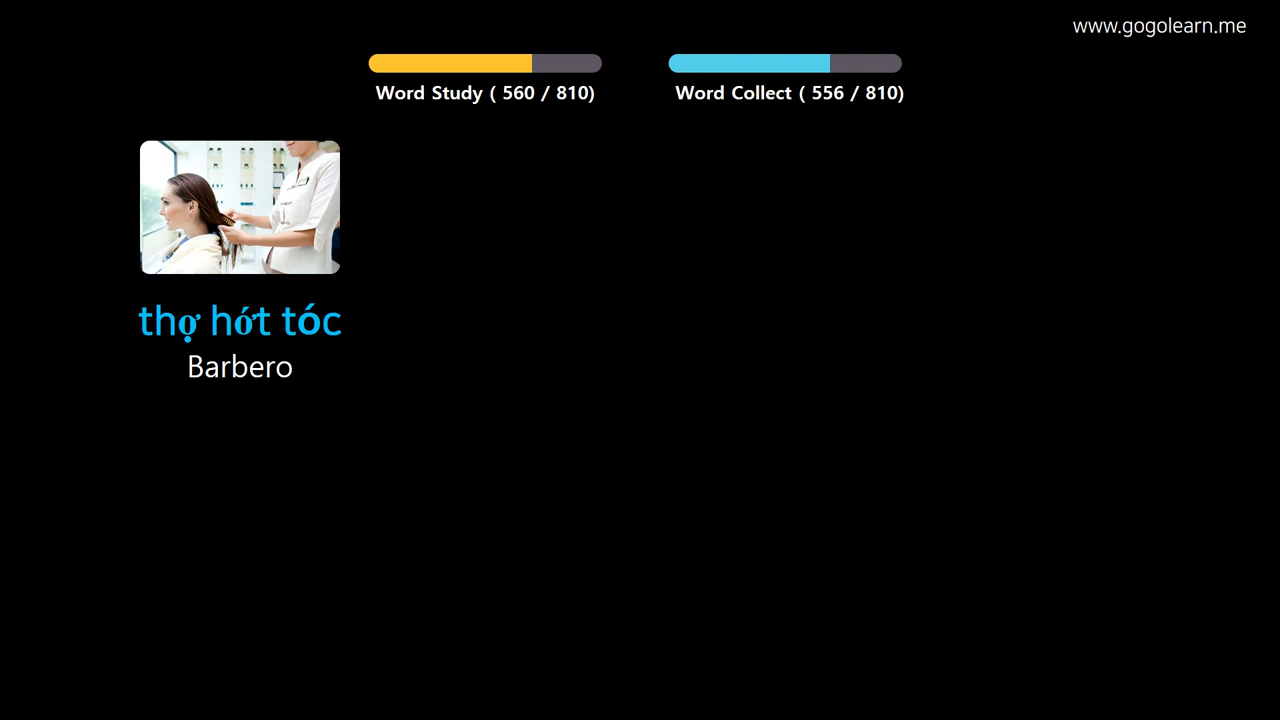 www.gogolearn.me
Word Study ( 560 / 810)
Word Collect ( 556 / 810)
thợ hớt tóc
Barbero